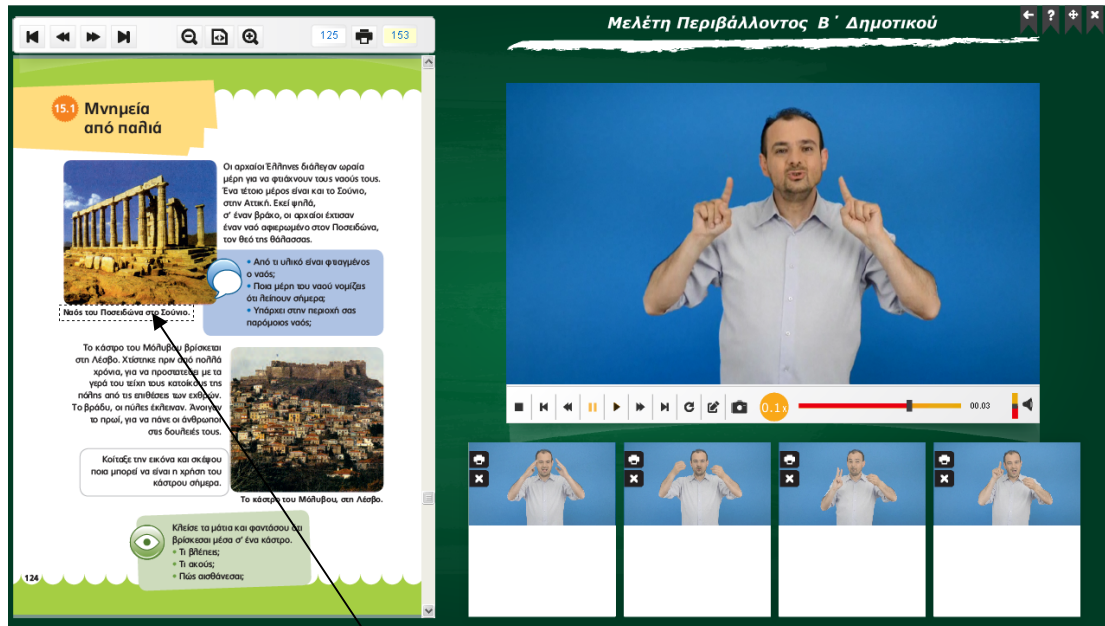 Μελέτη Περιβάλλοντος Β΄ Δημοτικού
125
153
15.1 Μνημεία
από παλιά
Οι αρχαίοι Έλληνες διάλεγαν ωραία
μέρη για να φτιάχνουν τους ναούς τους.
Ένα τέτοιο μέρος είναι και το Σούνιο,
στην Αττική. Εκεί ψηλά,
σ' έναν βράχο, οι αρχαίοι έχτισαν
έναν ναό αφιερωμένο στον Ποσειδώνα,
τον θεό της θάλασσας.
• Από τι υλικό είναι φτιαγμένος
ο ναός;
• Ποια μέρη του ναού νομίζεις
ότι λείπουν σήμερα;
• Υπάρχει στην περιοχή σας
παρόμοιος ναός;
Ναός του Ποσειδώνα στο Σούνιο.
Το κάστρο του Μόλυβου βρίσκεται
στη Λέσβο. Χτίστηκε πριν από πολλά
χρόνια, για να προστατεύει με τα
γερά του τείχη τους κατοίκους της
πόλης από τις επιθέσεις των εχθρών.
Το βράδυ, οι πύλες έκλειναν. Άνοιγαν
το πρωί, για να πάνε οι άνθρωποι
στις δουλειές τους.
Κοίταξε την εικόνα και σκέψου
ποια μπορεί να είναι η χρήση του
κάστρου σήμερα.
Το κάστρο του Μόλυβου, στη Λέσβο.
Κλείσε τα μάτια και φαντάσου ότι
βρίσκεσαι μέσα σ' ένα κάστρο.
• Τι βλέπεις;
• Τι ακούς;
• Πώς αισθάνεσαι;
124
0.1x
00.03